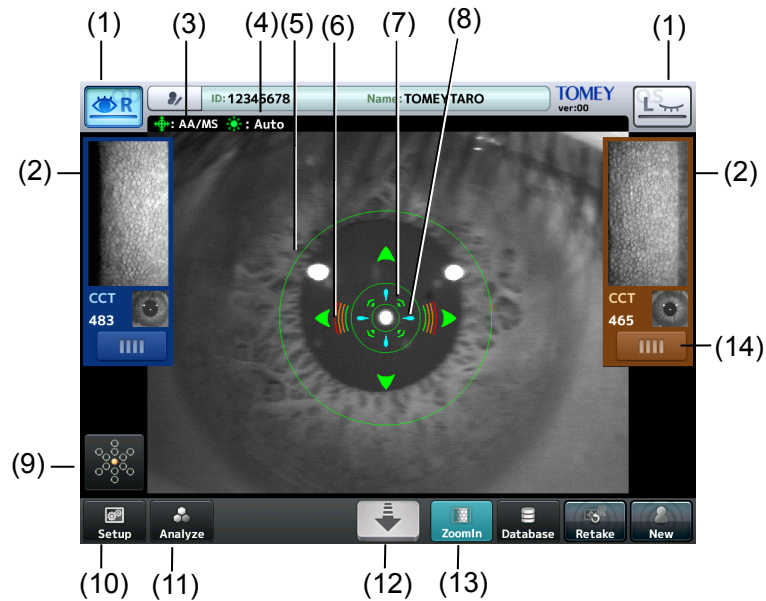 (1) (3) (4) (5) (6) (7) (8) (1)
R ID: 12345678 Name: TOMEYTARO TOMEY L
ver:00
: AA/MS : Auto
(2) (2)
CCT CCT
483 465
(14)
(9)
Setup Analyze ZoomIn Database Retake New
(10) (11) (12) (13)